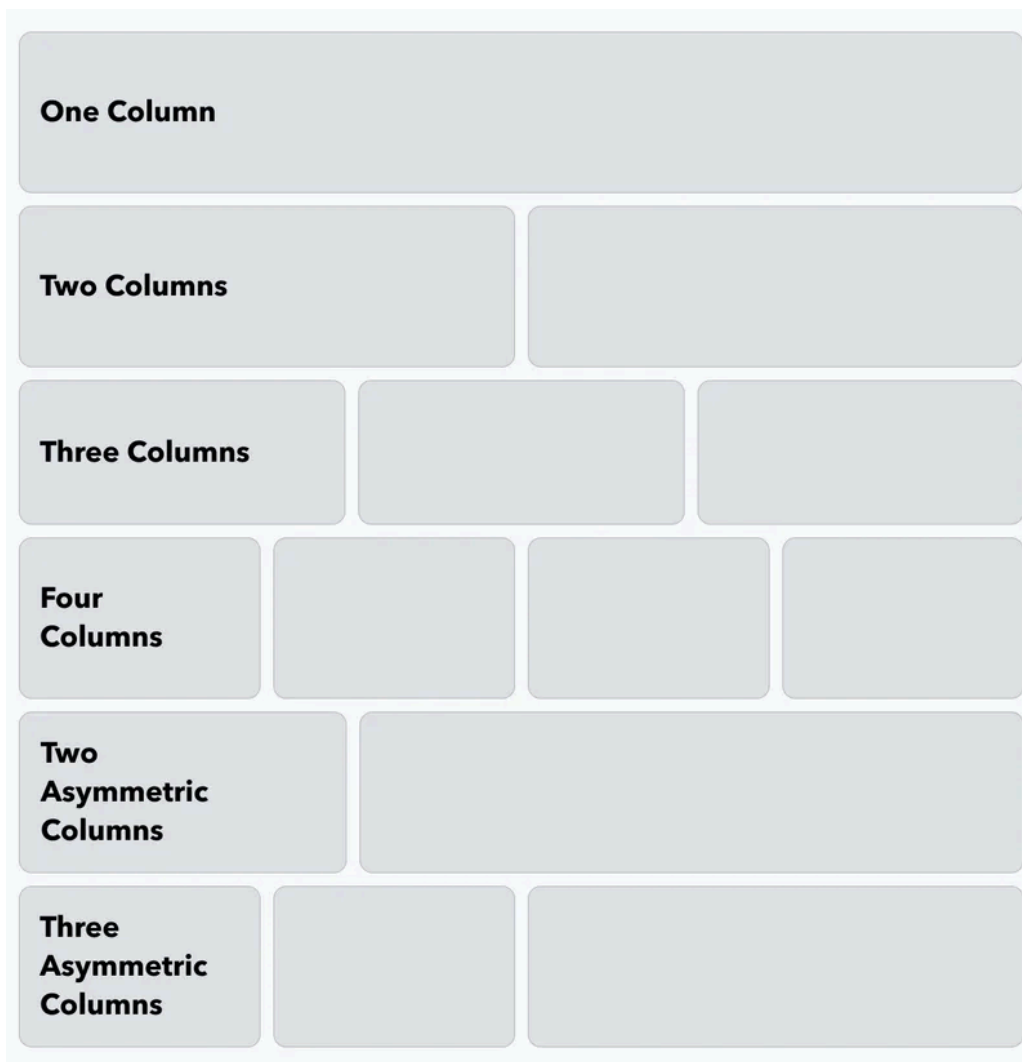 One Column
Two Columns
Three Columns
Four
Columns
Two
Asymmetric
Columns
Three
Asymmetric
Columns